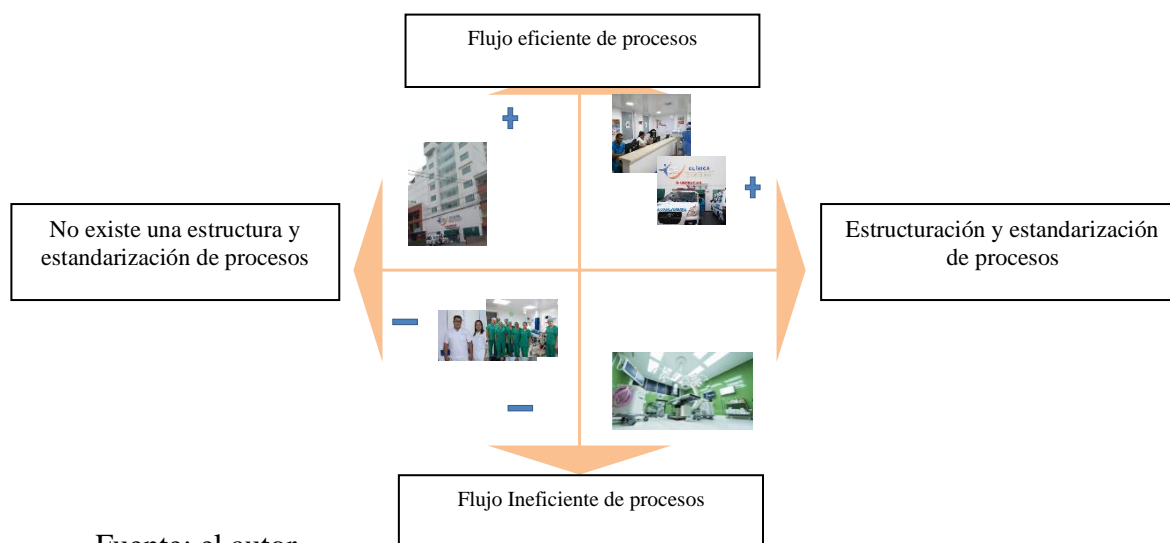 Flujo eficiente de procesos
No existe una estructura y
estandarización de procesos
CLÍNICA
Estructuración y estandarización
de procesos
Flujo Ineficiente de procesos
Fuente: el autor